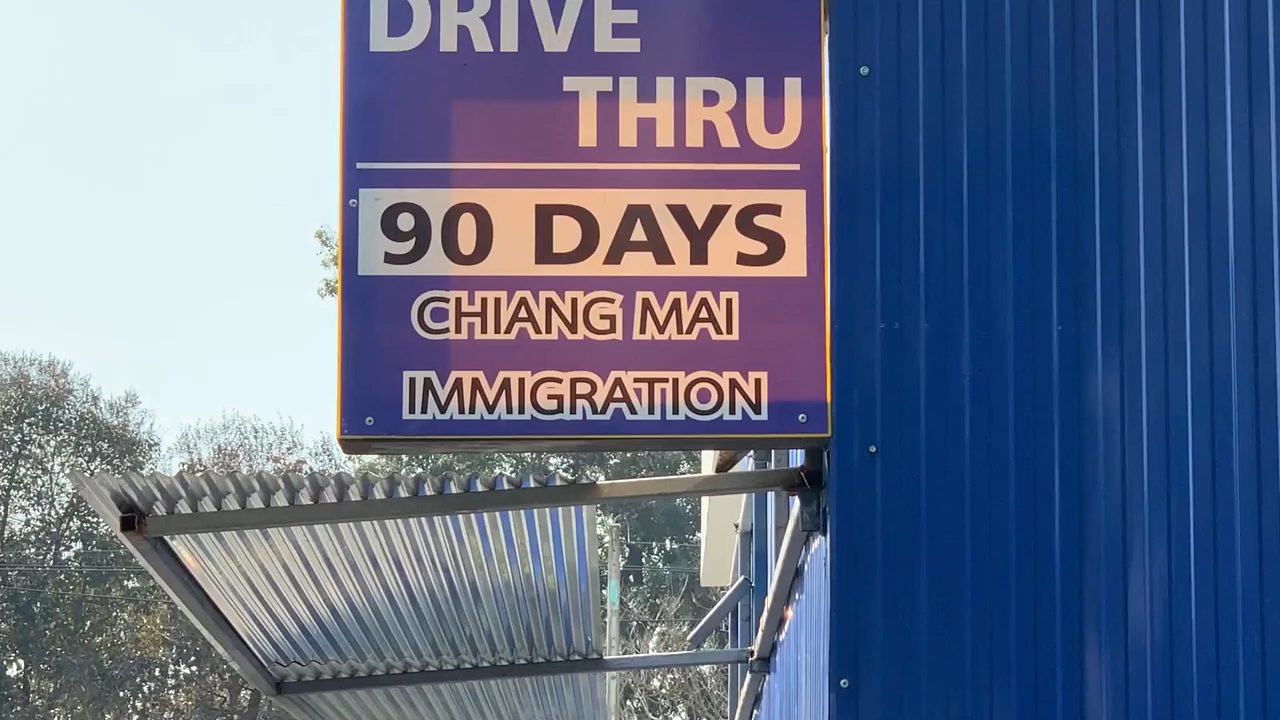 DRIVE
THRU
90 DAYS
CHIANG MAI
IMMIGRATION